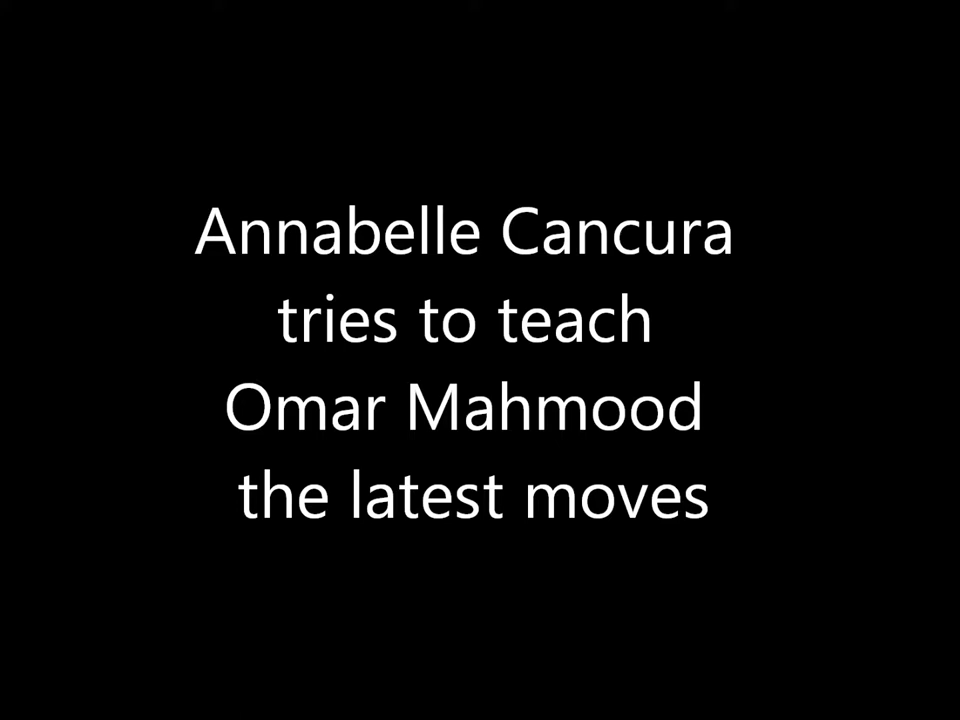 Annabelle Cancura
tries to teach
Omar Mahmood
the latest moves